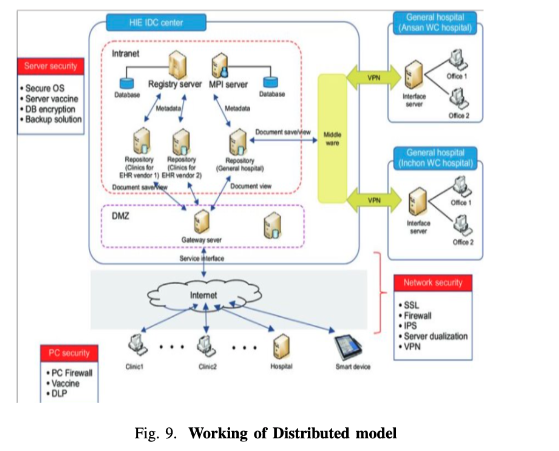 HIE IDC center
General hospital
(Ansan WC hospital)
Intranet
Server security
• Secure OS
• Server vaccine
• DB encryption
• Backup solution
Registry server
MPI server
Database
Database
Metadata
Metadata
VPN
Interface
server
Office 1
Office 2
Document save/view
Middle
ware
Repository
(Clinics for
EHR vendor 1)
Repository
(Clinics for
EHR vendor 2)
Repository
(General hospital)
General hospital
(Inchon WC hospital)
Document save/view
Document view
VPN
Interface
server
Office 1
Office 2
DMZ
Gateway sever
Service interface
Internet
Network security
• SSL
• Firewall
• IPS
• Server dualization
• VPN
PC security
• PC Firewall
• Vaccine
• DLP
Clinic1
• • •
Clinic2
• • •
Hospital
Smart device
Fig. 9. Working of Distributed model